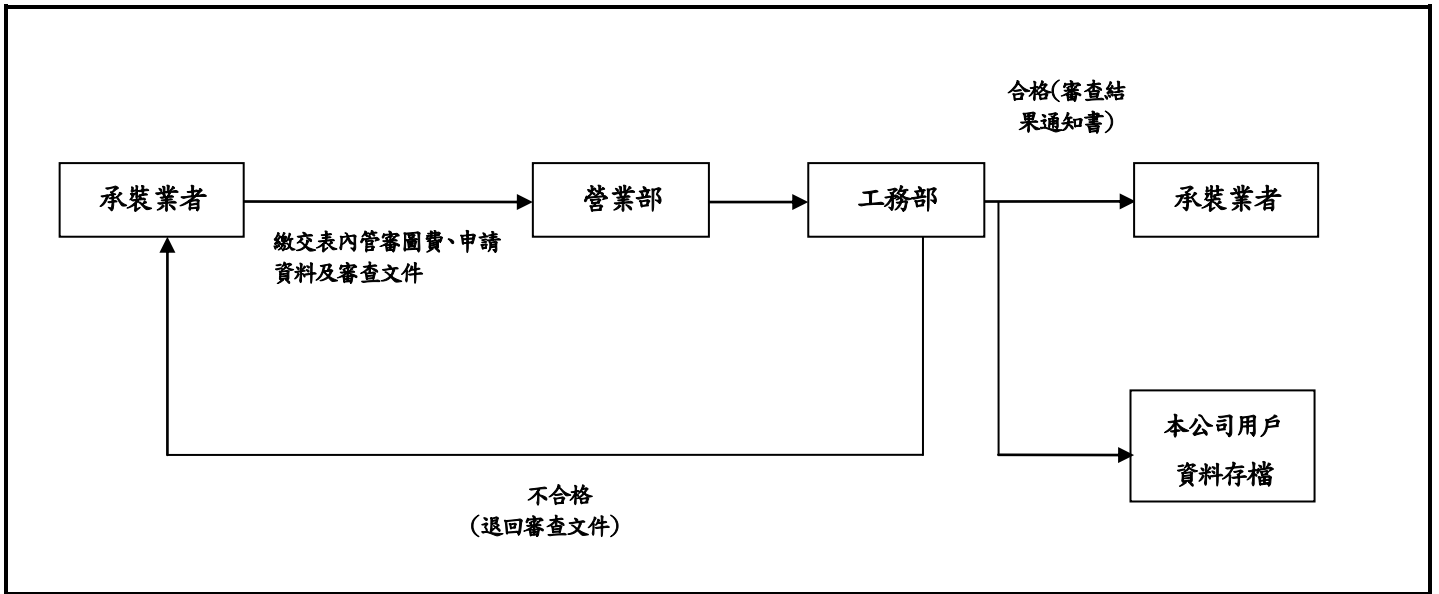 合格(審查結
果通知書)
承裝業者
營業部
工務部
承裝業者
繳交表內管審圖費、申請
資料及審查文件
本公司用戶
資料存檔
不合格
(退回審查文件)